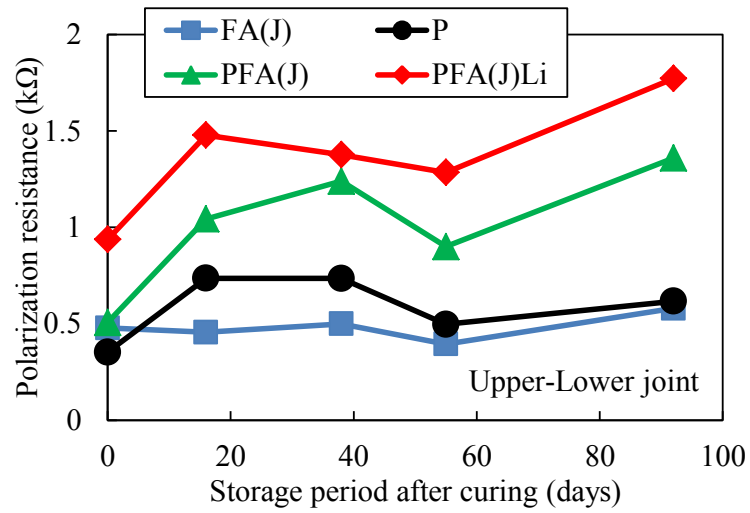 FA(J) P
PFA(J) PFA(J)Li
2
1.5
1
0.5
0
Polarization resistance (kΩ)
Upper-Lower joint
0 20 40 60 80 100
Storage period after curing (days)